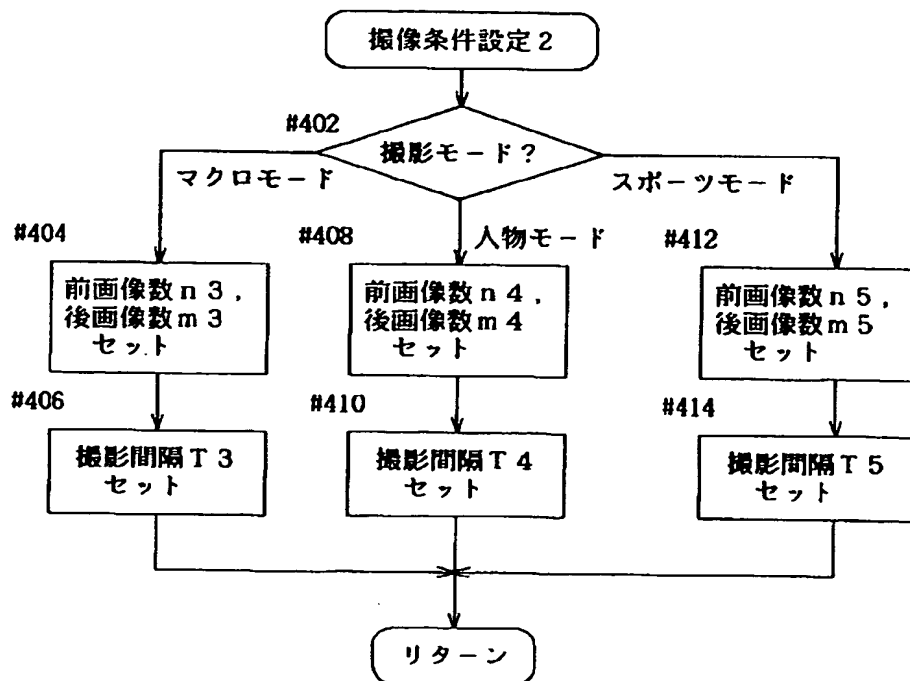 撮像条件設定2
#402
撮影モード?
マクロモード
スポーツモード
人物モード
#404
#408
#412
前画像数n3,
後画像数m3
セット
前画像数n4,
後画像数m4
セット
前画像数n5,
後画像数m5
セット
#406
#410
#414
撮影間隔T3
セット
撮影間隔T4
セット
撮影間隔T5
セット
リターン